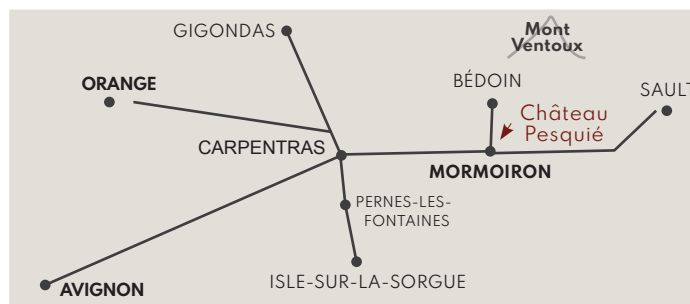 GIGONDAS
Mont
Ventoux
ORANGE
BÉDOIN
SAULT
Château
Pesquié
CARPENTRAS
MORMOIRON
PERNES-LES-
FONTAINES
ISLE-SUR-LA-SORGUE
AVIGNON